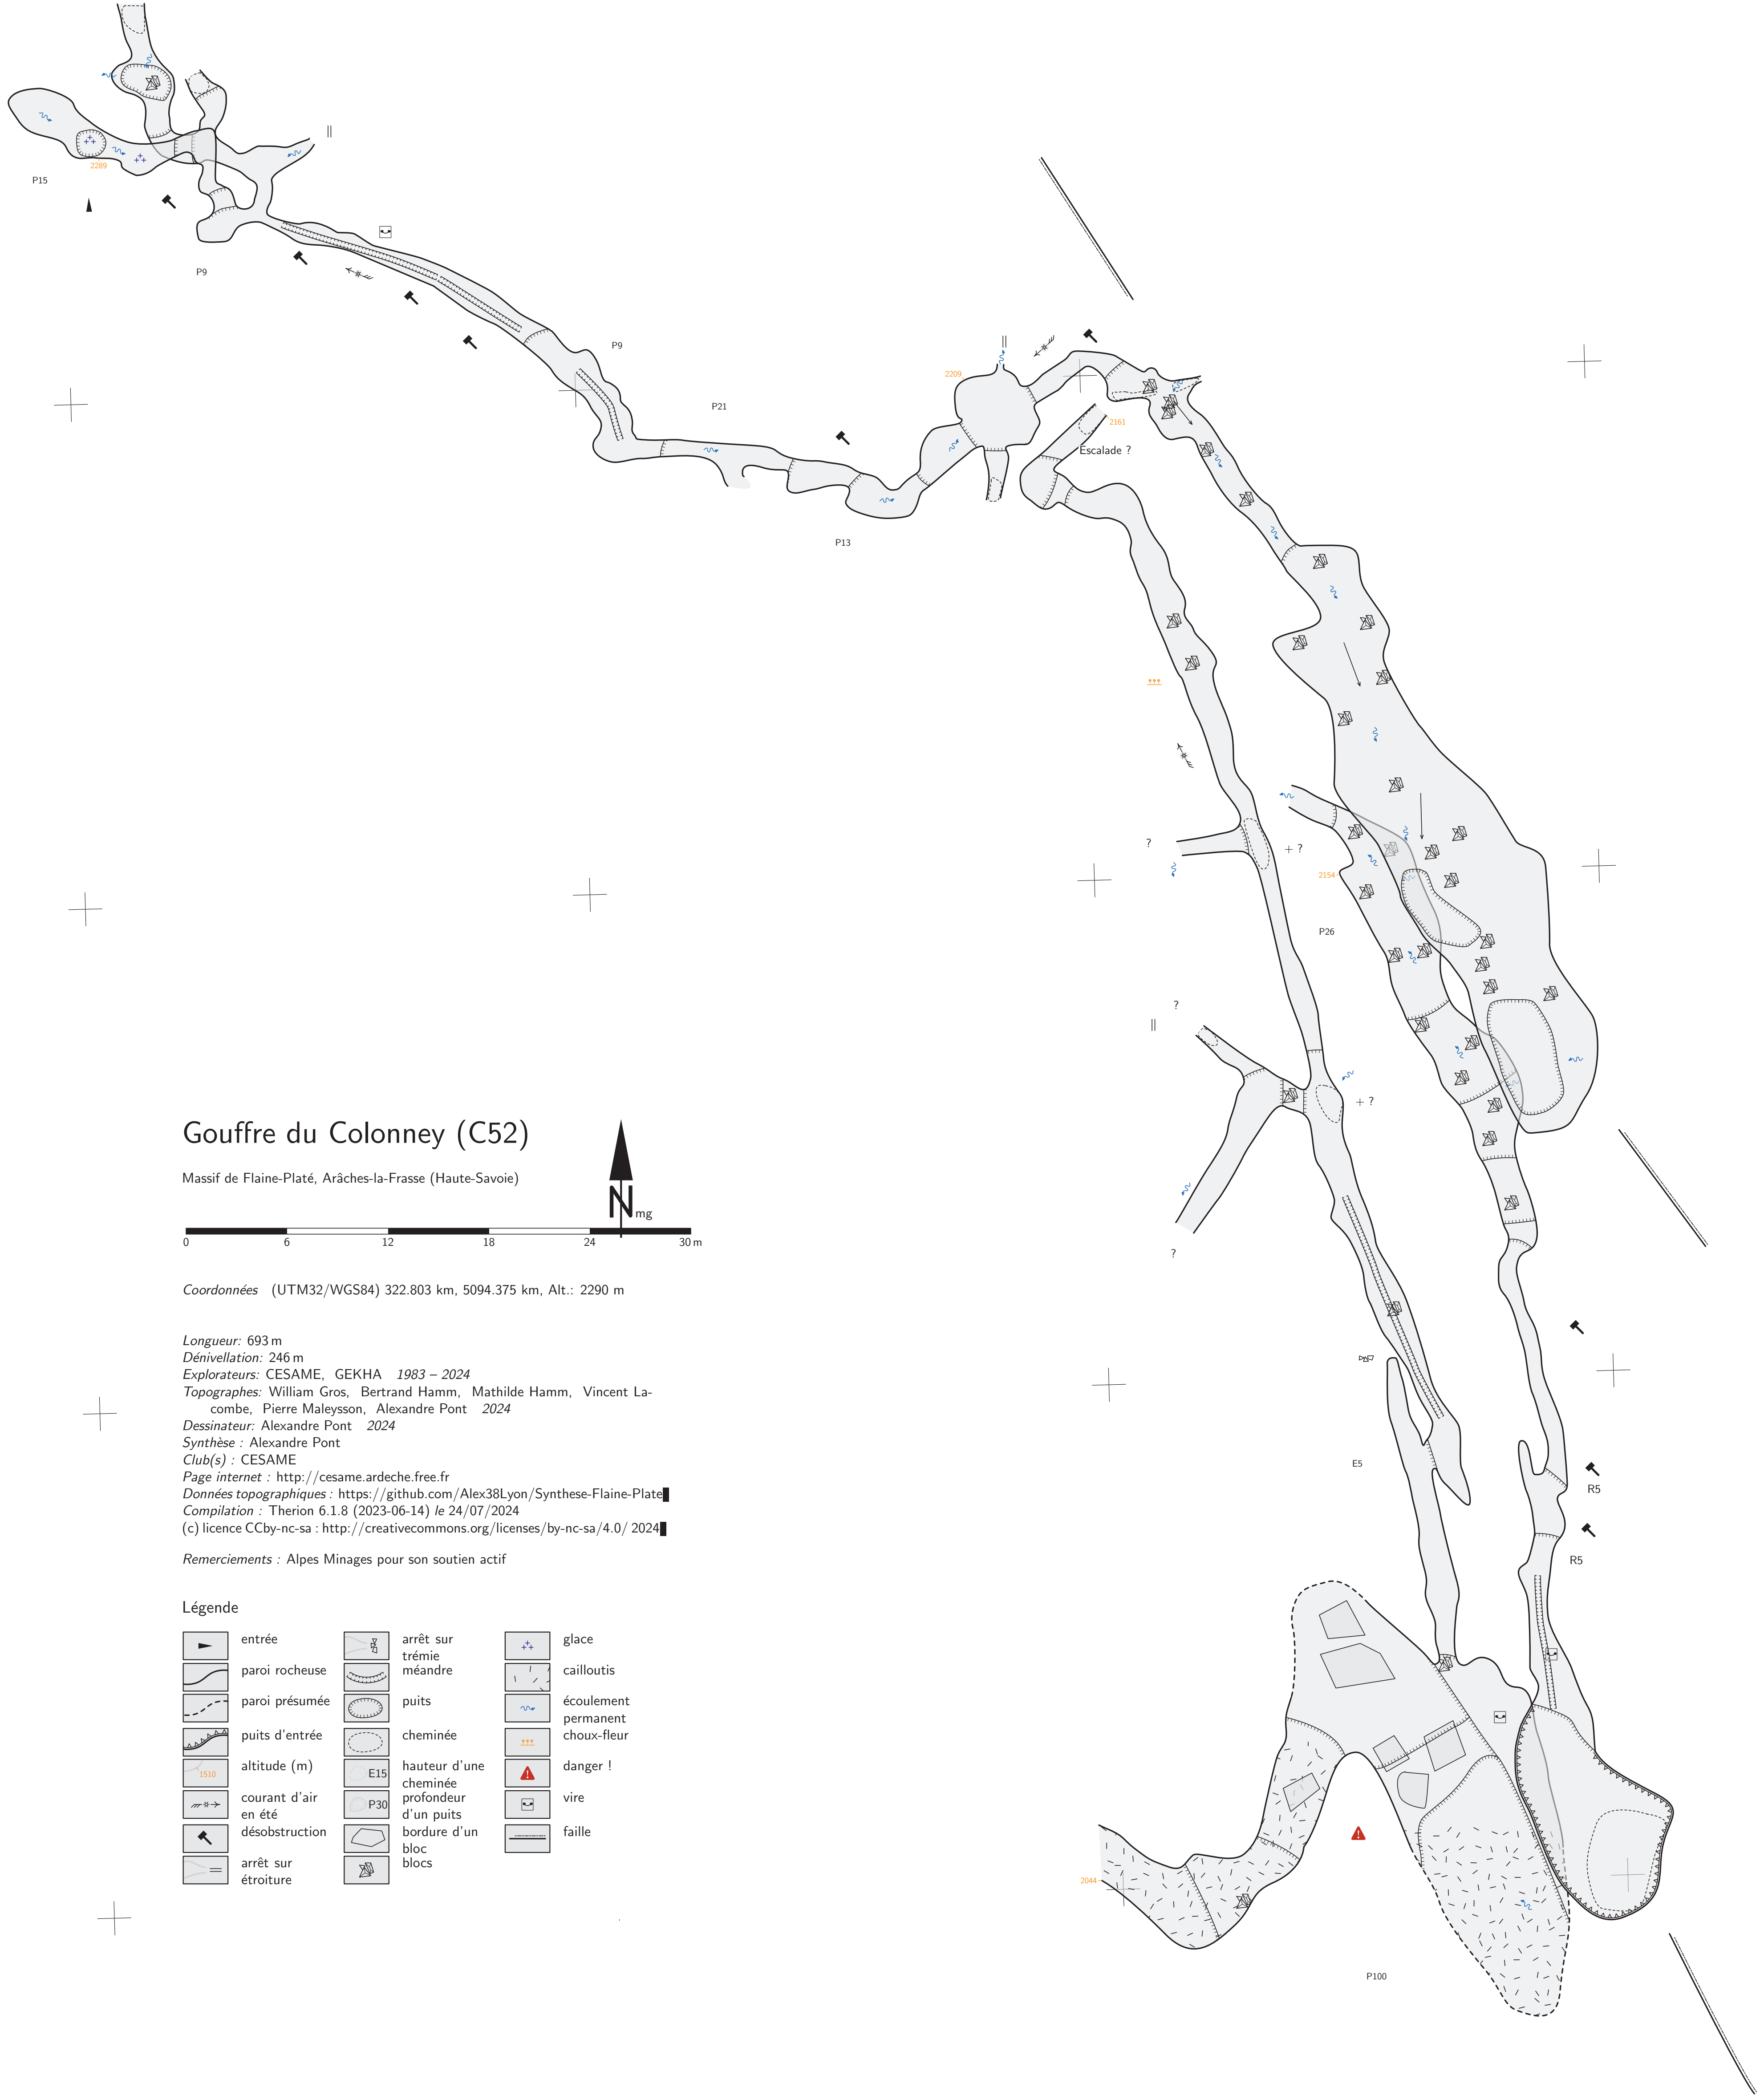 2289
P15
P9
P9
P21
2209
2161
Escalade ?
P13
?
+ ?
2154
P26
?
+ ?
?
Gouffre du Colonney (C52)
Massif de Flaine-Platé, Arâches-la-Frasse (Haute-Savoie)
N mg
0 6 12 18 24 30 m
Coordonnées (UTM32/WGS84) 322.803 km, 5094.375 km, Alt.: 2290 m
Longueur: 693 m
Dénivellation: 246 m
Explorateurs: CESAME, GEKHA 1983 – 2024
Topographes: William Gros, Bertrand Hamm, Mathilde Hamm, Vincent La-
combe, Pierre Maleysson, Alexandre Pont 2024
Dessinateur: Alexandre Pont 2024
Synthèse : Alexandre Pont
Club(s) : CESAME
Page internet : http://cesame.ardeche.free.fr
Données topographiques : https://github.com/Alex38Lyon/Synthese-Flaine-Plate
Compilation : Therion 6.1.8 (2023-06-14) le 24/07/2024
(c) licence CCby-nc-sa : http://creativecommons.org/licenses/by-nc-sa/4.0/ 2024
Remerciements : Alpes Minages pour son soutien actif
E5
R5
R5
2044
P100
Légende
entrée
paroi rocheuse
paroi présumée
puits d'entrée
1510
altitude (m)
courant d'air
en été
désobstruction
arrêt sur
étroiture
arrêt sur
trémie
méandre
puits
cheminée
E15
hauteur d'une
cheminée
P30
profondeur
d'un puits
bordure d'un
bloc
blocs
glace
cailloutis
écoulement
permanent
choux-fleur
danger !
vire
faille